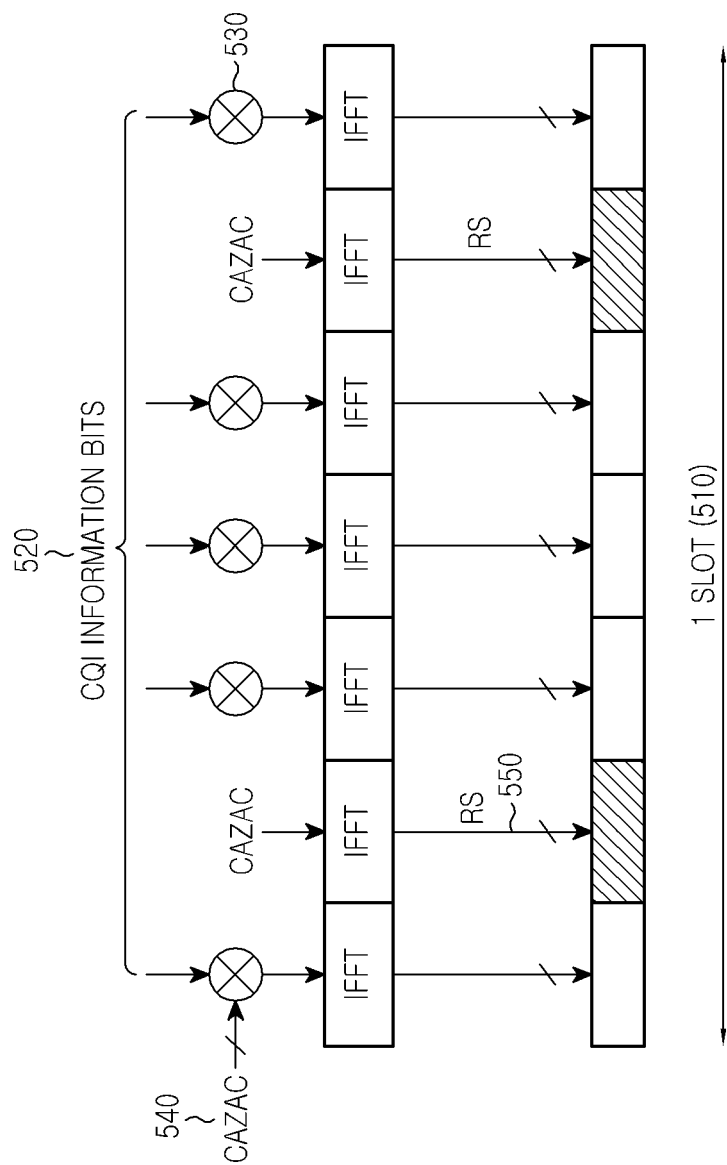 520
CQI INFORMATION BITS
530
540
CAZAC
CAZAC
CAZAC
IFFT
IFFT
IFFT
IFFT
IFFT
IFFT
IFFT
RS
550
RS
1 SLOT (510)